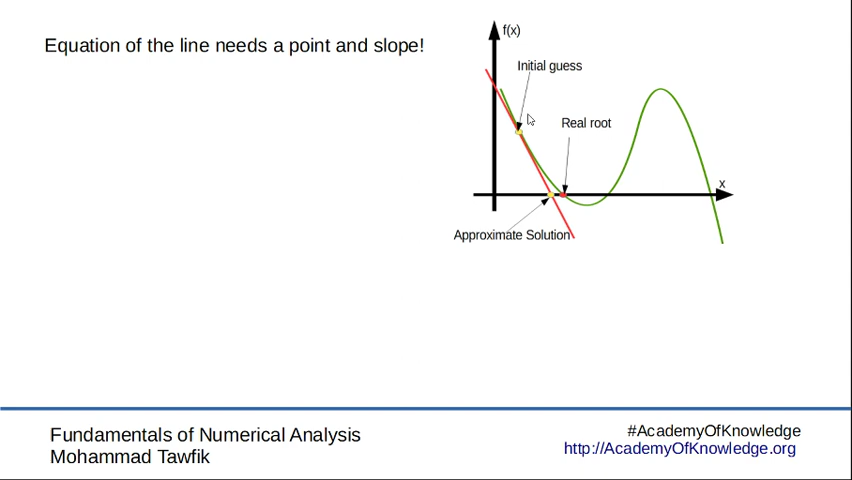 Equation of the line needs a point and slope!
f(x)
Initial guess
Real root
x
Approximate Solution
Fundamentals of Numerical Analysis
Mohammad Tawfik
#AcademyOfKnowledge
http://AcademyOfKnowledge.org